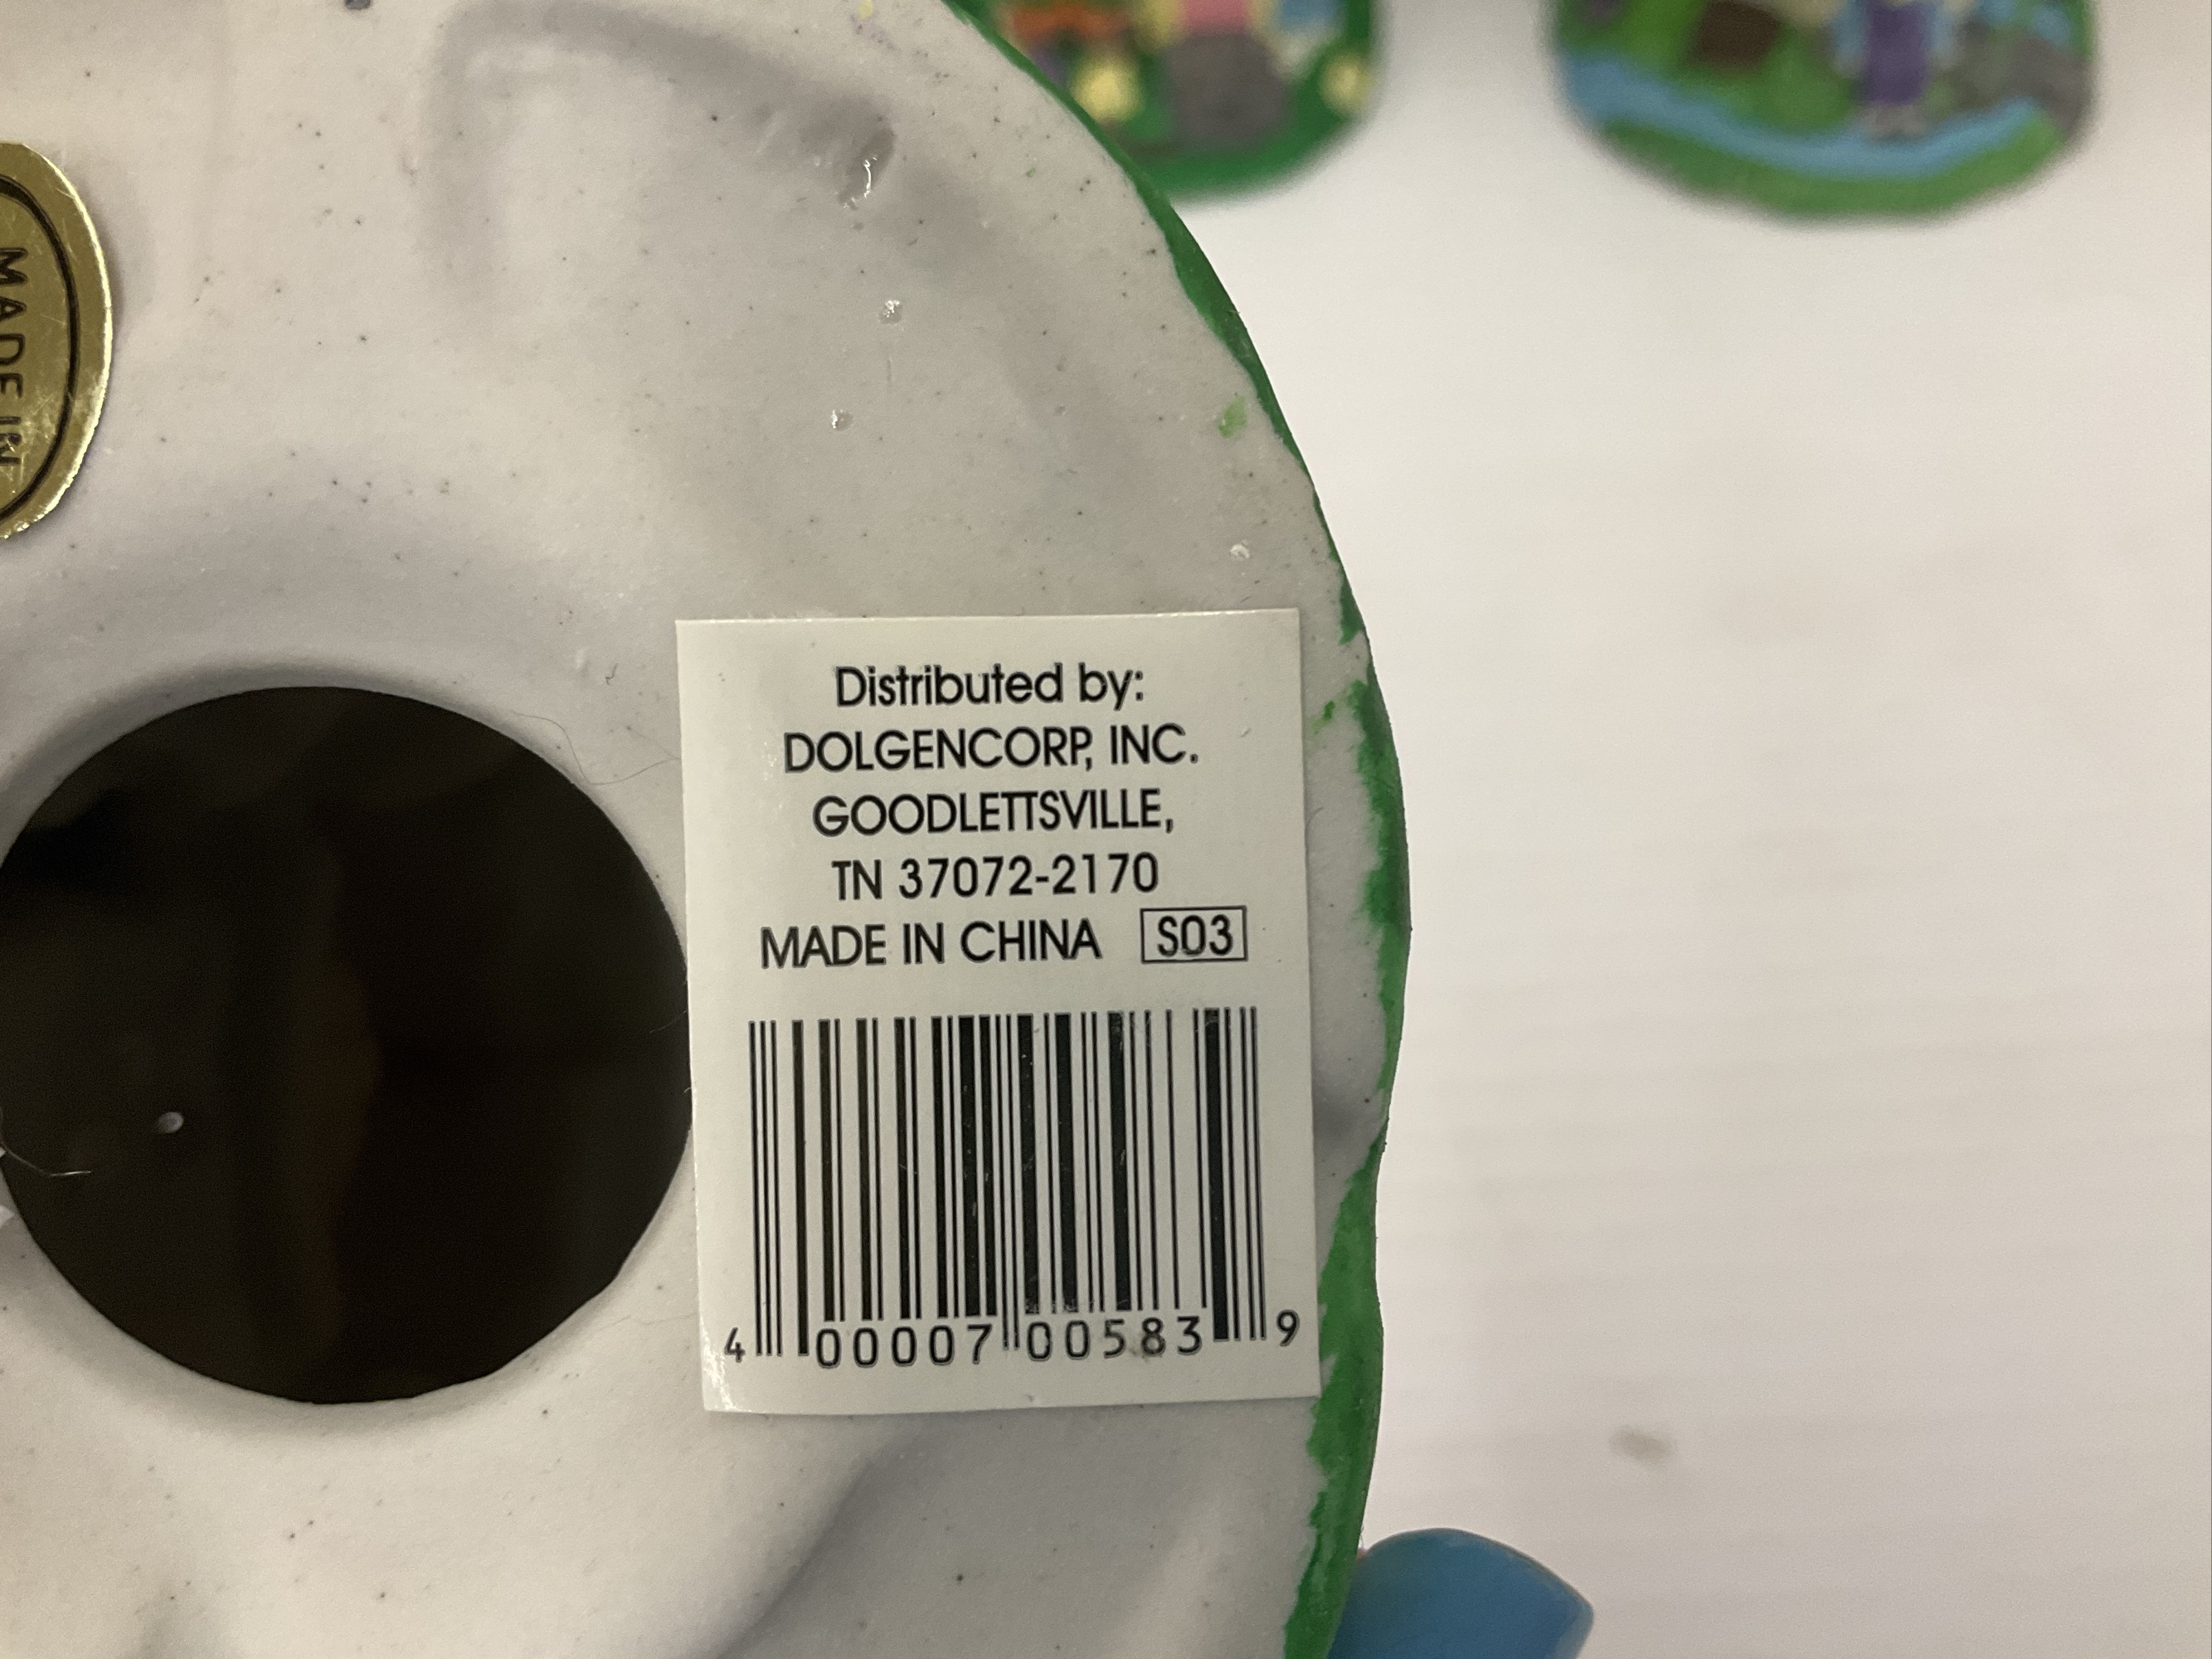 MADE IN
Distributed by:
DOLGENCORP, INC.
GOODLETTSVILLE,
TN 37072-2170
MADE IN CHINA S03
4 00007 00583 9